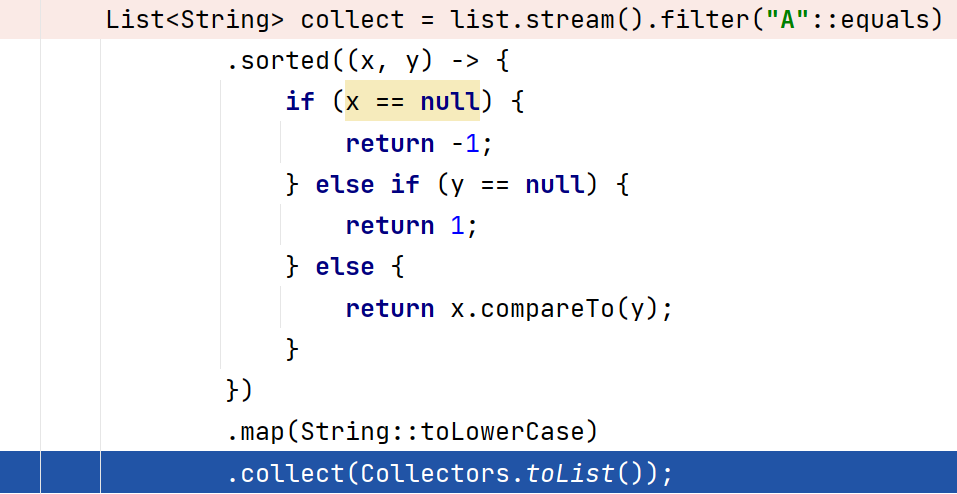 List<String> collect = list.stream().filter("A"::equals)
.sorted((x, y) -> {
if (x == null) {
return -1;
} else if (y == null) {
return 1;
} else {
return x.compareTo(y);
}
})
.map(String::toLowerCase)
.collect(Collectors.toList());